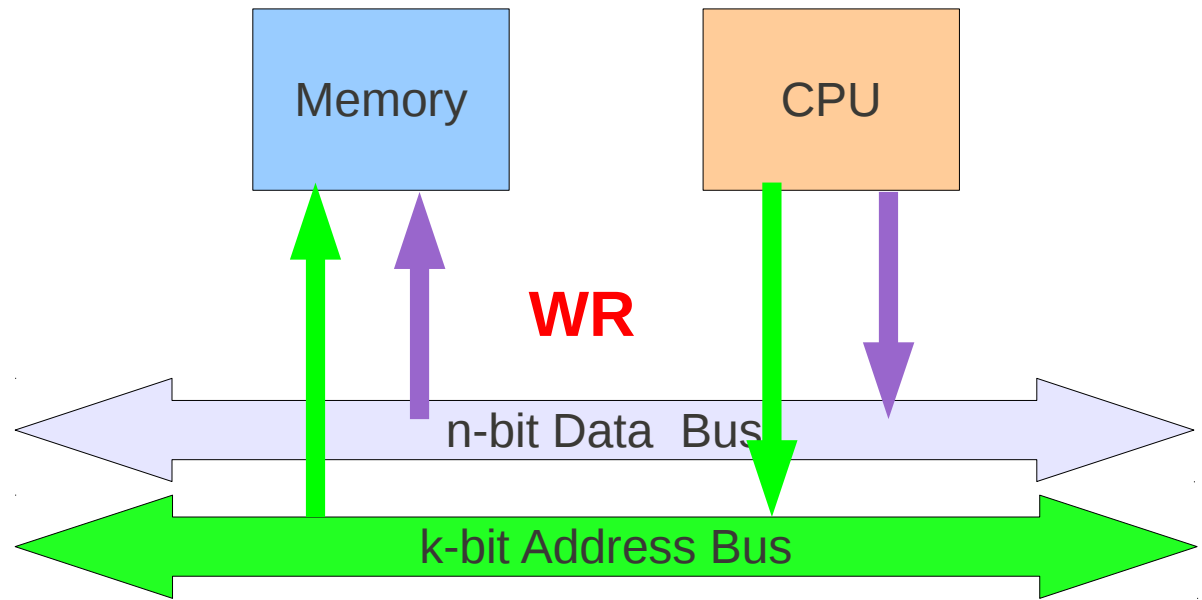 Memory
CPU
WR
n-bit Data  Bus
k-bit Address Bus